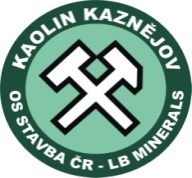 KAOLIN KAZNĚJOV
OS STAVBA ČR - LB MINERALS